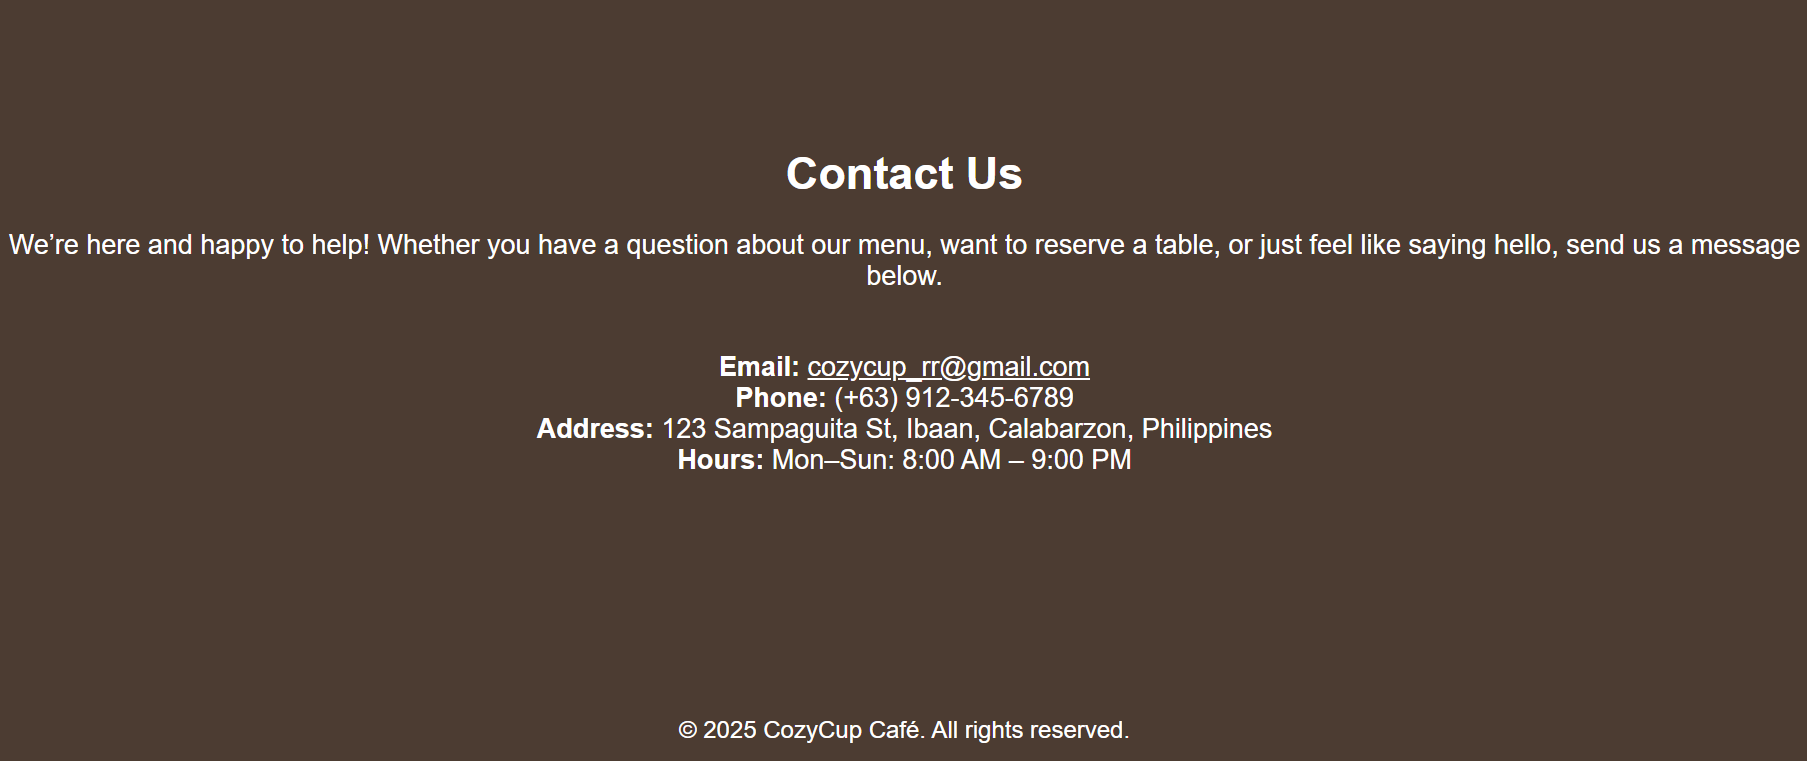 Contact Us
We’re here and happy to help! Whether you have a question about our menu, want to reserve a table, or just feel like saying hello, send us a message
below.
Email: cozycup_rr@gmail.com
Phone: (+63) 912-345-6789
Address: 123 Sampaguita St, Ibaan, Calabarzon, Philippines
Hours: Mon–Sun: 8:00 AM – 9:00 PM
© 2025 CozyCup Café. All rights reserved.